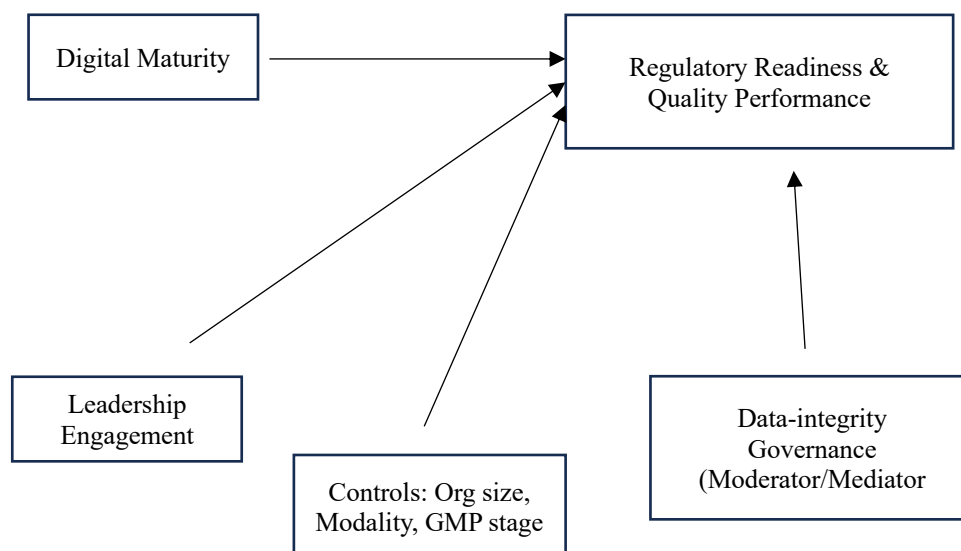 Digital Maturity
Regulatory Readiness &
Quality Performance
Leadership
Engagement
Controls: Org size,
Modality, GMP stage
Data-integrity
Governance
(Moderator/Mediator